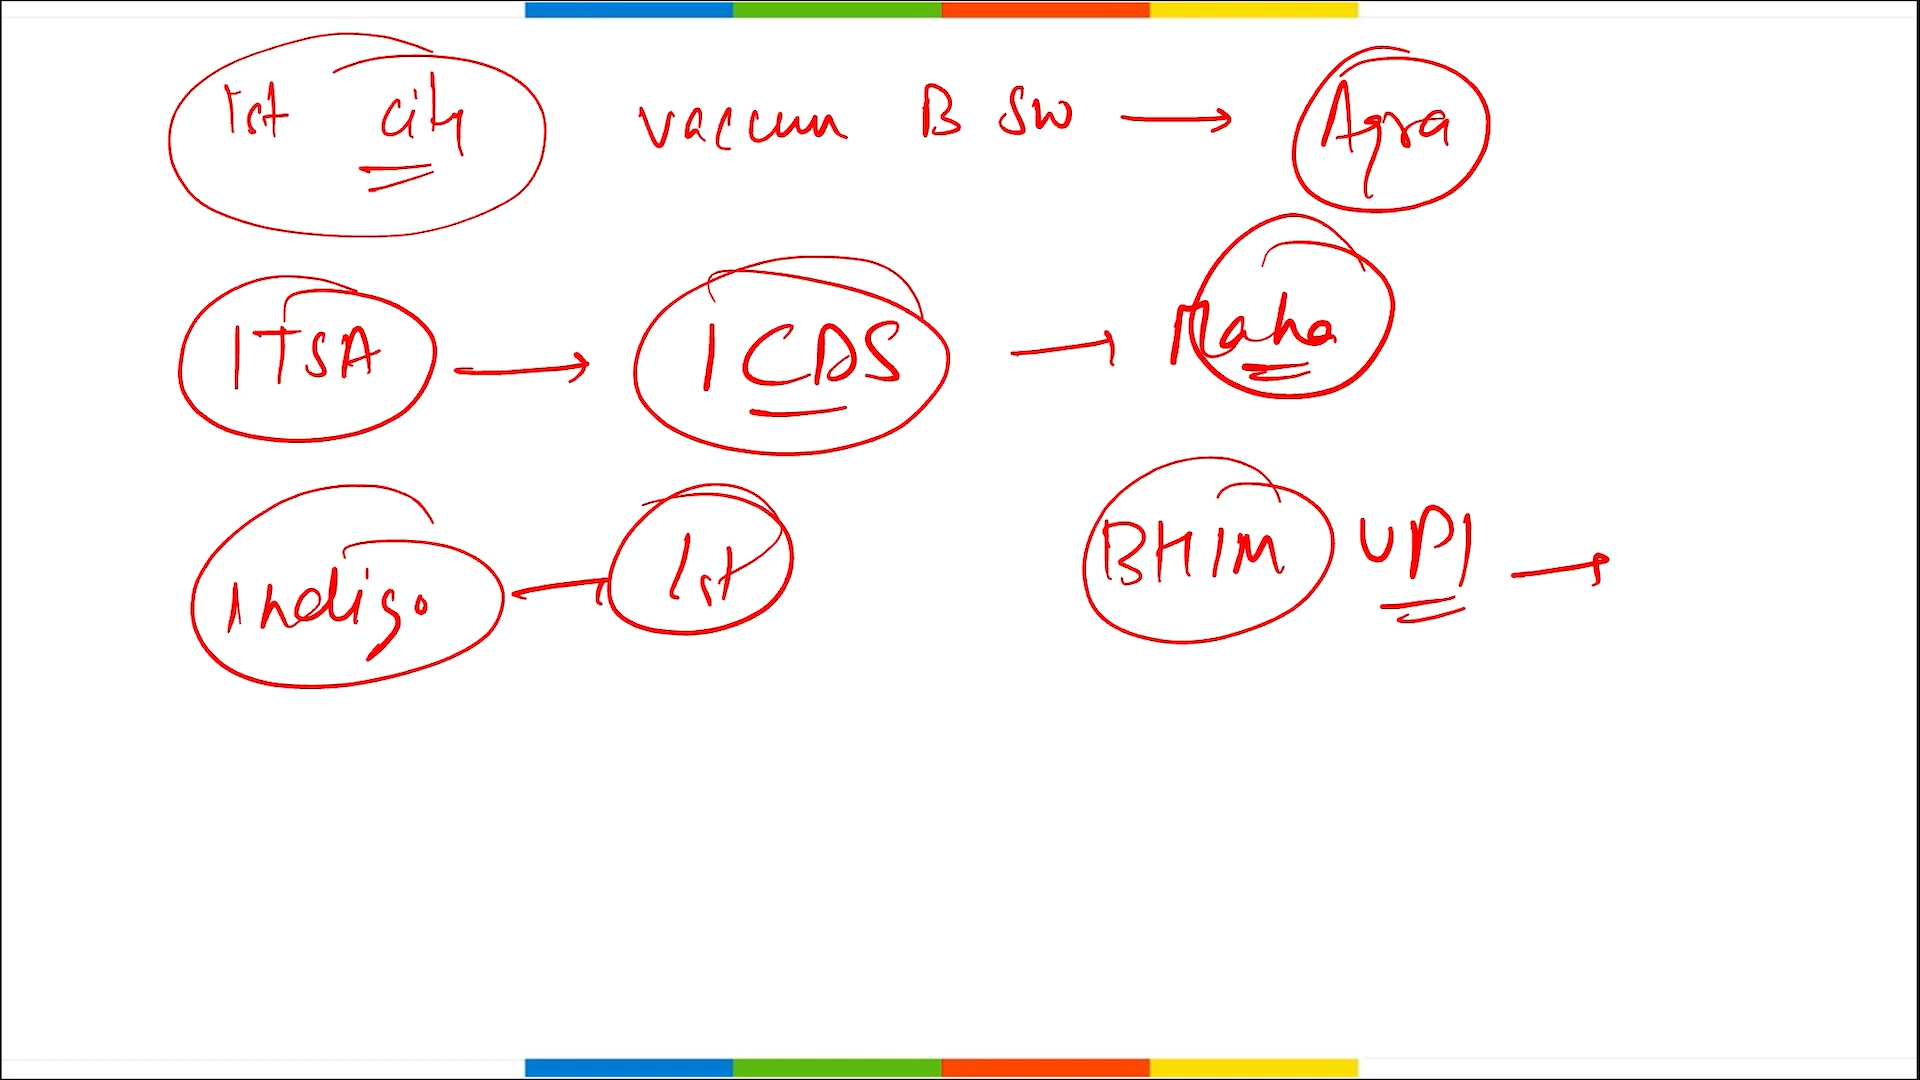 1st city vaccum B SW → Agra
ITSA → ICDS → Maha
Indigo ← 1st BHIM UPI →